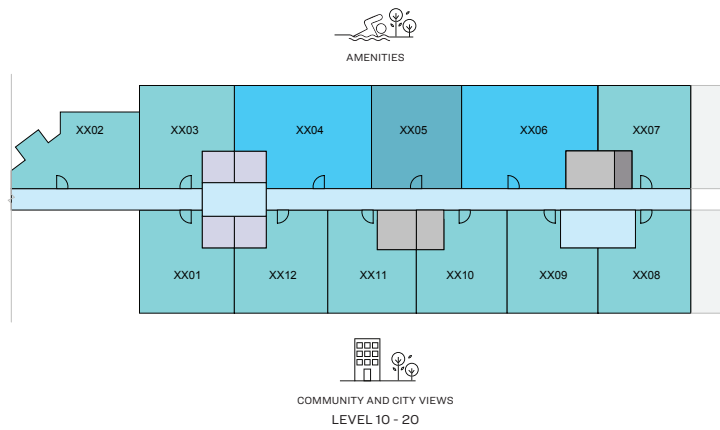 AMENITIES
XX02
XX03
XX04
XX05
XX06
XX07
XX01
XX12
XX11
XX10
XX09
XX08
COMMUNITY AND CITY VIEWS
LEVEL 10 - 20